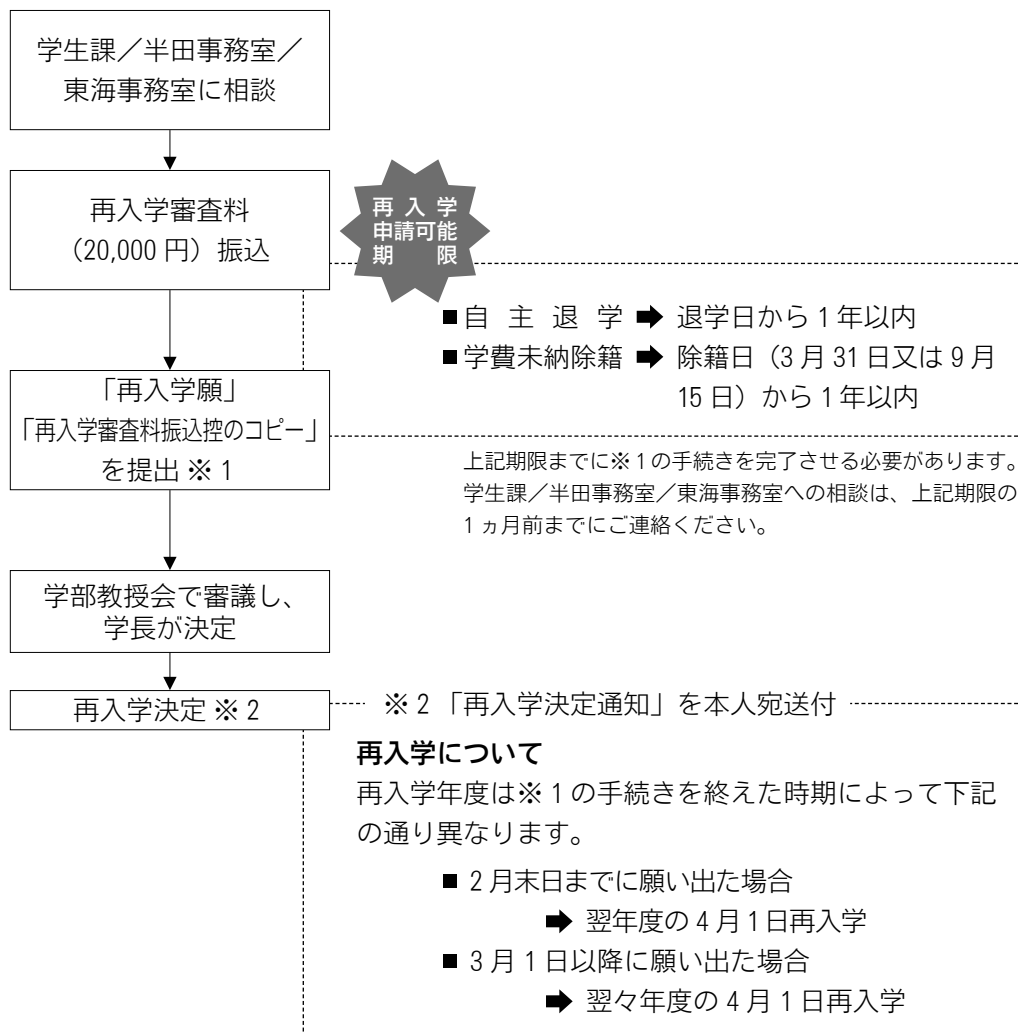 学生課／半田事務室／
東海事務室に相談
再入学審査料
（20,000 円）振込
再 入 学
申請可能
期 限
■自 主 退 学 ➡ 退学日から 1 年以内
■学費未納除籍 ➡ 除籍日（3 月 31 日又は 9 月
15 日）から 1 年以内
「再入学願」
「再入学審査料振込控のコピー」
を提出 ※ 1
上記期限までに※ 1 の手続きを完了させる必要があります。
学生課／半田事務室／東海事務室への相談は、上記期限の
1 ヵ月前までにご連絡ください。
学部教授会で審議し、
学長が決定
再入学決定 ※ 2
※ 2 「再入学決定通知」を本人宛送付
再入学について
再入学年度は※ 1 の手続きを終えた時期によって下記
の通り異なります。
■ 2 月末日までに願い出た場合
➡ 翌年度の 4 月 1 日再入学
■ 3 月 1 日以降に願い出た場合
➡ 翌々年度の 4 月 1 日再入学